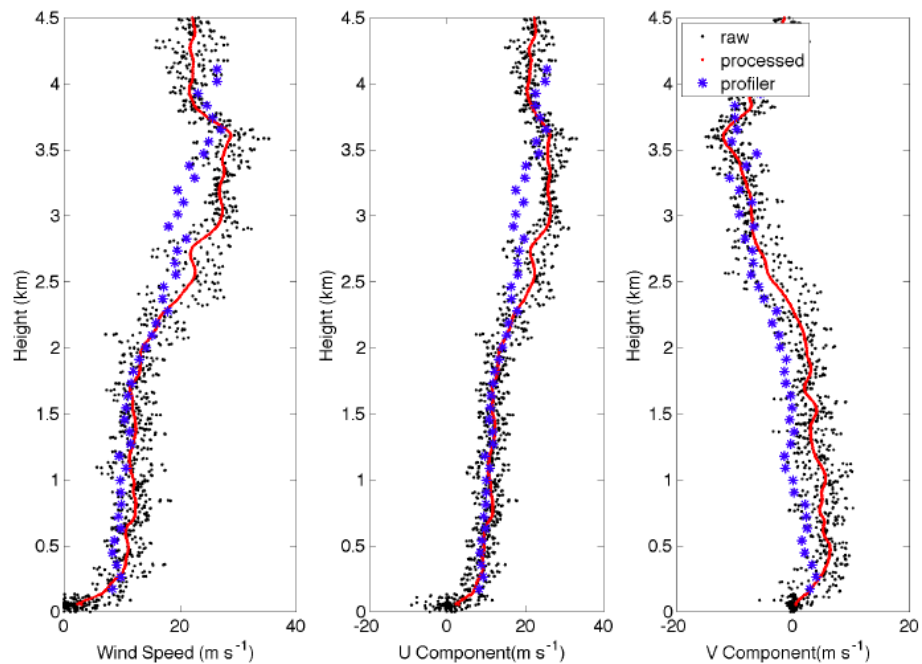 4.5
4
3.5
3
2.5
2
1.5
1
0.5
0
Height (km)
0 20 40
Wind Speed (m s⁻¹)
4.5
4
3.5
3
2.5
2
1.5
1
0.5
0
Height (km)
-20 0 20 40
U Component(m s⁻¹)
raw
processed
profiler
4.5
4
3.5
3
2.5
2
1.5
1
0.5
0
Height (km)
0 20
V Component(m s⁻¹)